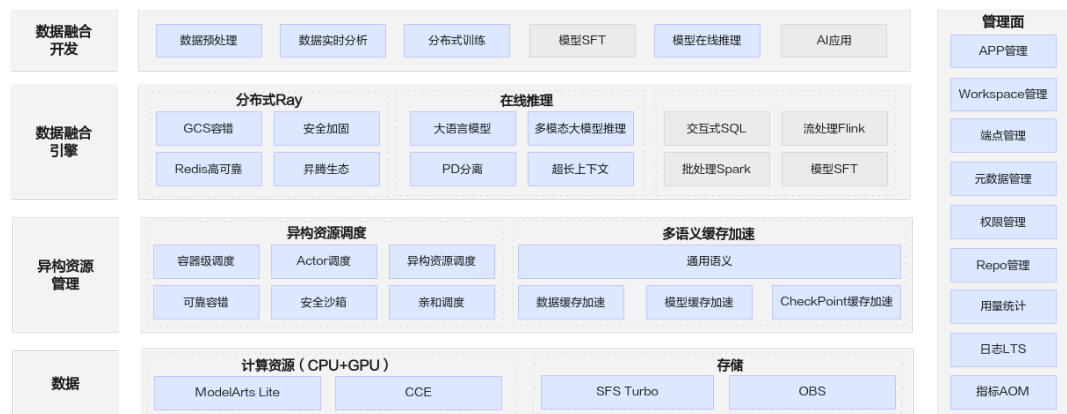 数据融合
开发
数据预处理
数据实时分析
分布式训练
模型SFT
模型在线推理
AI应用
数据融合
引擎
分布式Ray
GCS容错
安全加固
Redis高可靠
昇腾生态
在线推理
大语言模型
多模态大模型推理
PD分离
超长上下文
交互式SQL
流处理Flink
批处理Spark
模型SFT
异构资源
管理
异构资源调度
容器级调度
Actor调度
异构资源调度
可靠容错
安全沙箱
亲和调度
多语义缓存加速
通用语义
数据缓存加速
模型缓存加速
CheckPoint缓存加速
数据
计算资源（CPU+GPU）
ModelArts Lite
CCE
存储
SFS Turbo
OBS
管理面
APP管理
Workspace管理
端点管理
元数据管理
权限管理
Repo管理
用量统计
日志LTS
指标AOM